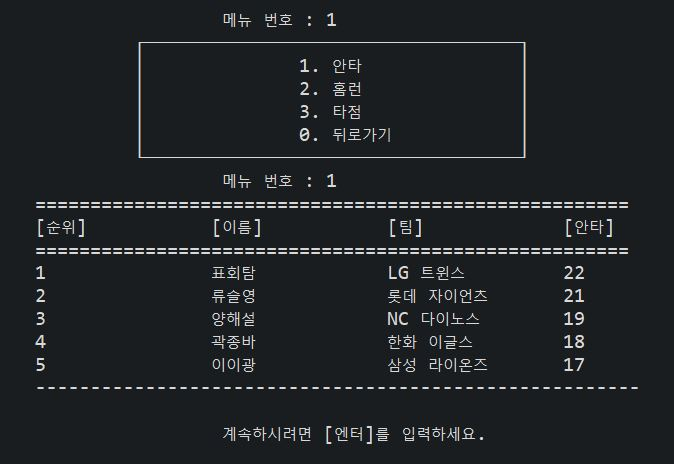 메뉴 번호 : 1
1. 안타
2. 홈런
3. 타점
0. 뒤로가기
메뉴 번호 : 1
======================================================
[순위] [이름] [팀] [안타]
======================================================
1 표회탐 LG 트윈스 22
2 류슬영 롯데 자이언츠 21
3 양해설 NC 다이노스 19
4 곽종바 한화 이글스 18
5 이이광 삼성 라이온즈 17
-------------------------------------------------------
계속하시려면 [엔터]를 입력하세요.